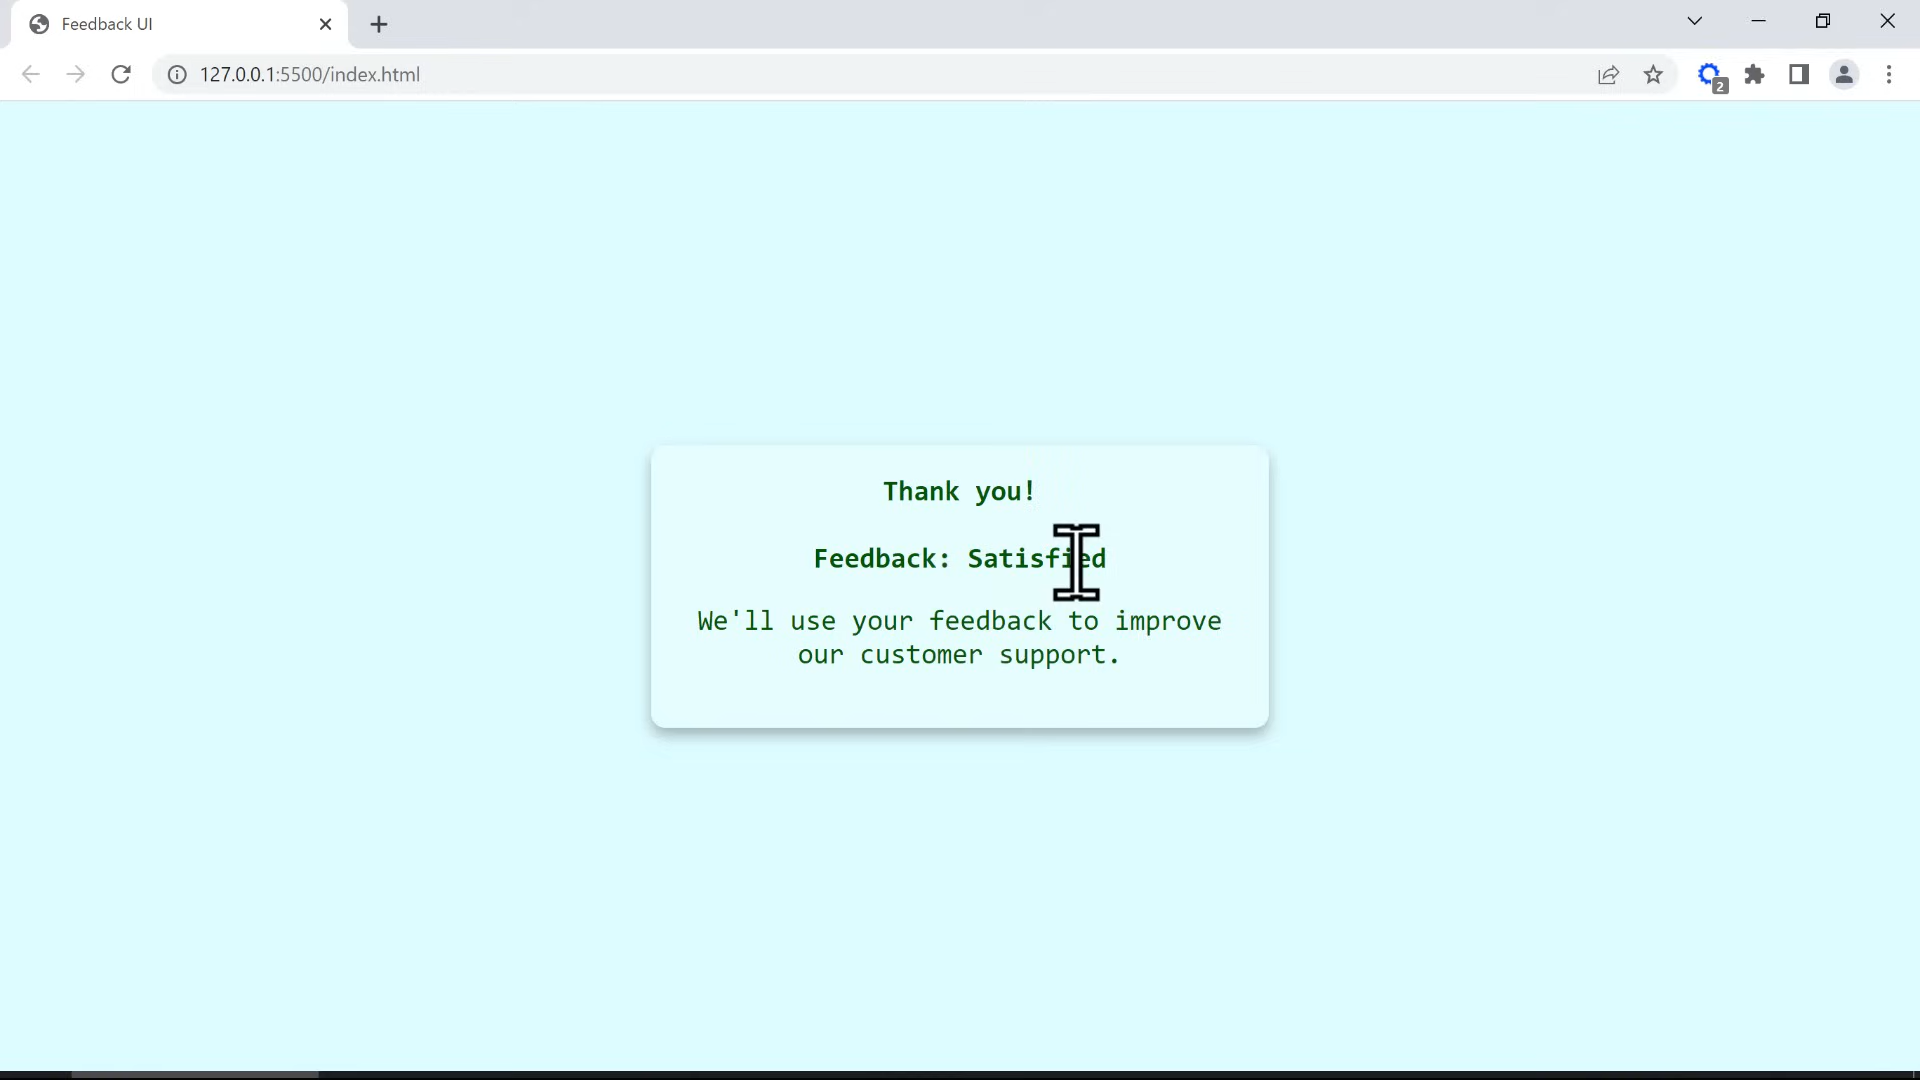 Feedback UI
127.0.0.1:5500/index.html
2
Thank you!
Feedback: Satisfied
We'll use your feedback to improve
our customer support.